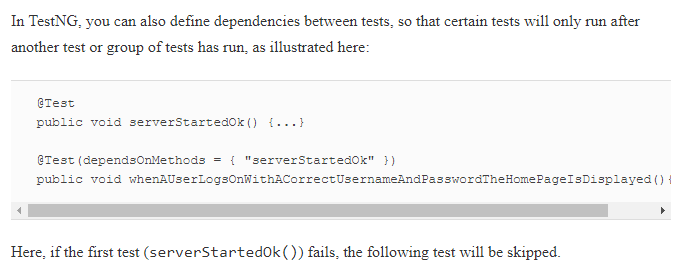 In TestNG, you can also define dependencies between tests, so that certain tests will only run after
another test or group of tests has run, as illustrated here:
@Test
public void serverStartedOk() {...}
@Test(dependsOnMethods = { "serverStartedOk" })
public void whenAUserLogsOnWithACorrectUsernameAndPasswordTheHomePageIsDisplayed(){
Here, if the first test (serverStartedOk()) fails, the following test will be skipped.